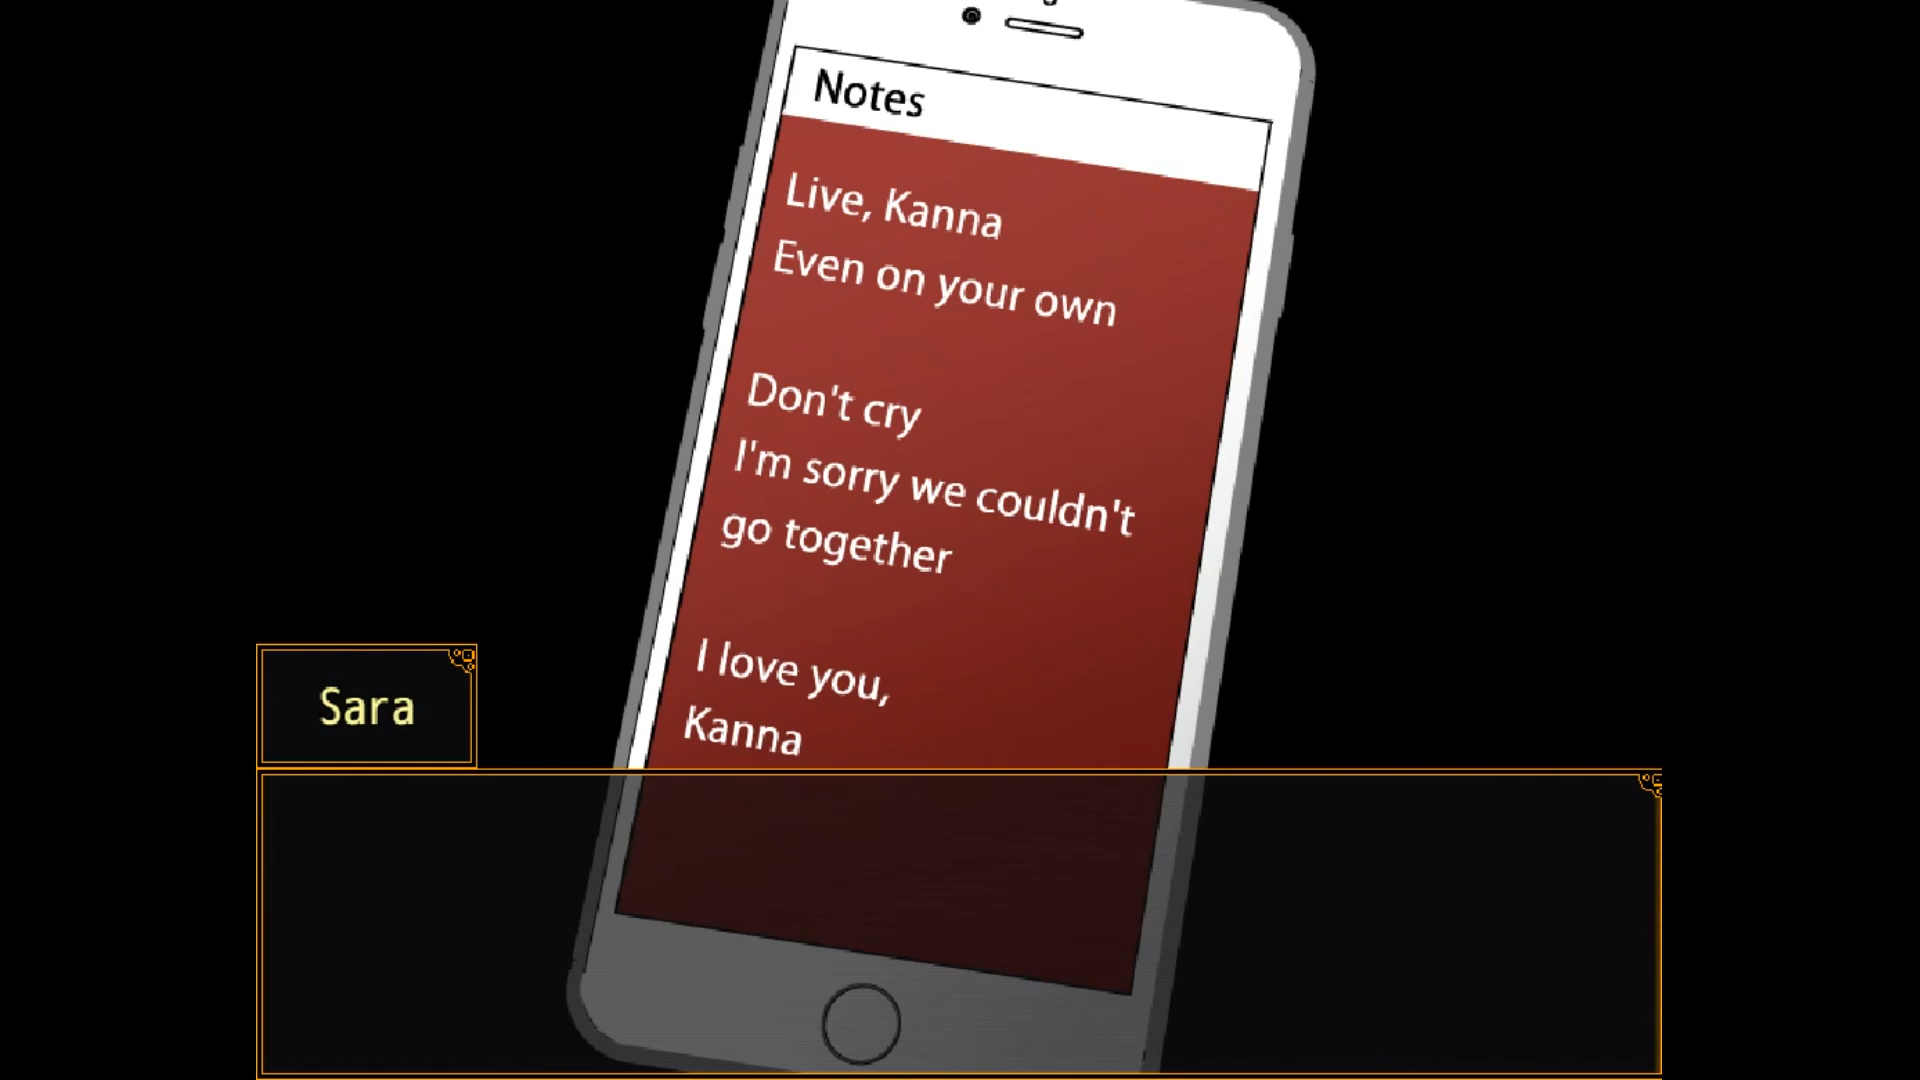 Notes
Live, Kanna
Even on your own
Don't cry
I'm sorry we couldn't
go together
I love you,
Kanna
Sara